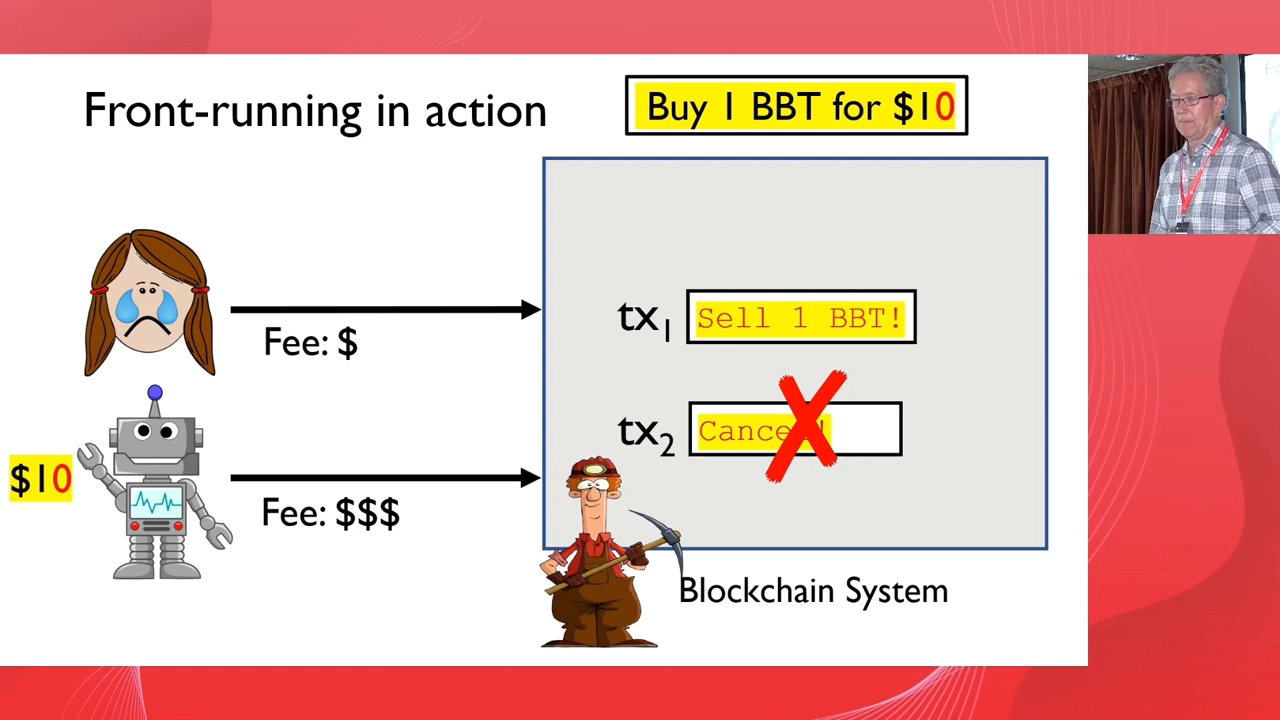 Front-running in action
Buy 1 BBT for $10
tx1 Sell 1 BBT!
Fee: $
tx2
$10
Fee: $$$
Blockchain System